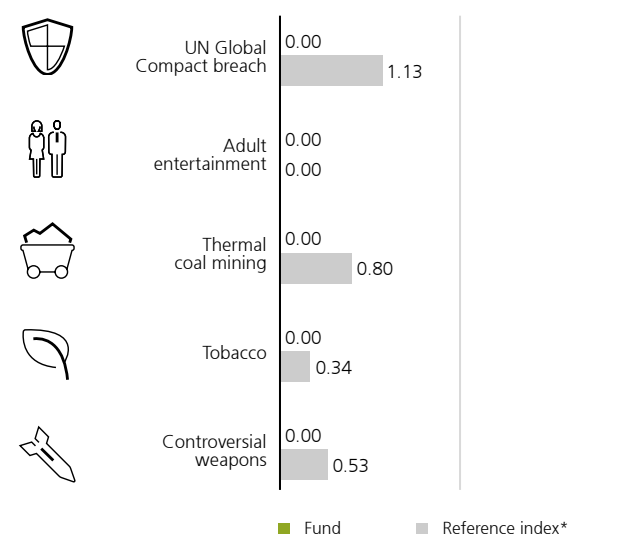 UN Global
Compact breach
0.00
1.13
Adult
entertainment
0.00
0.00
Thermal
coal mining
0.00
0.80
Tobacco
0.00
0.34
Controversial
weapons
0.00
0.53
Fund
Reference index*